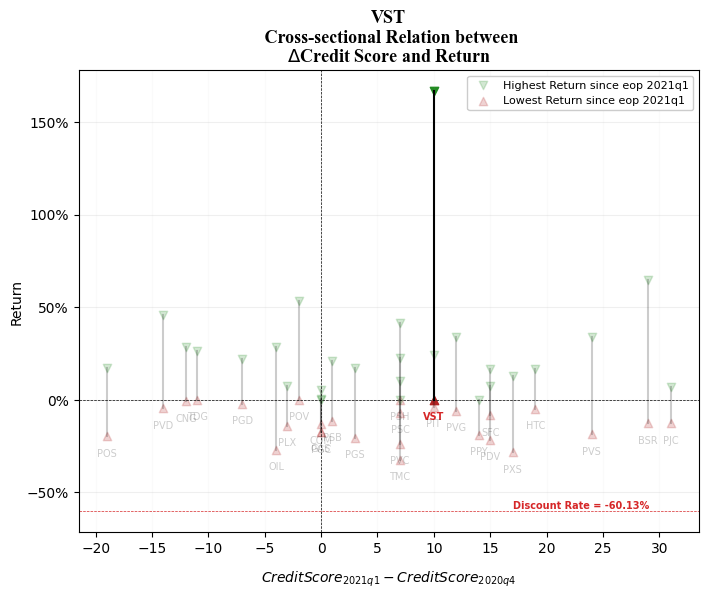 VST
Cross-sectional Relation between
ΔCredit Score and Return
Highest Return since eop 2021q1
Lowest Return since eop 2021q1
Return
150%
100%
50%
0%
−50%
POS
PVD
CNG
TDG
PGD
OIL
PLX
POV
PGS
PSH
PSC
PVC
TMC
VST
PIT
PVG
PPY
SFC
PDV
PXS
HTC
PVS
BSR
PJC
Discount Rate = -60.13%
−20
−15
−10
−5
0
5
10
15
20
25
30
CreditScore2021q1 − CreditScore2020q4